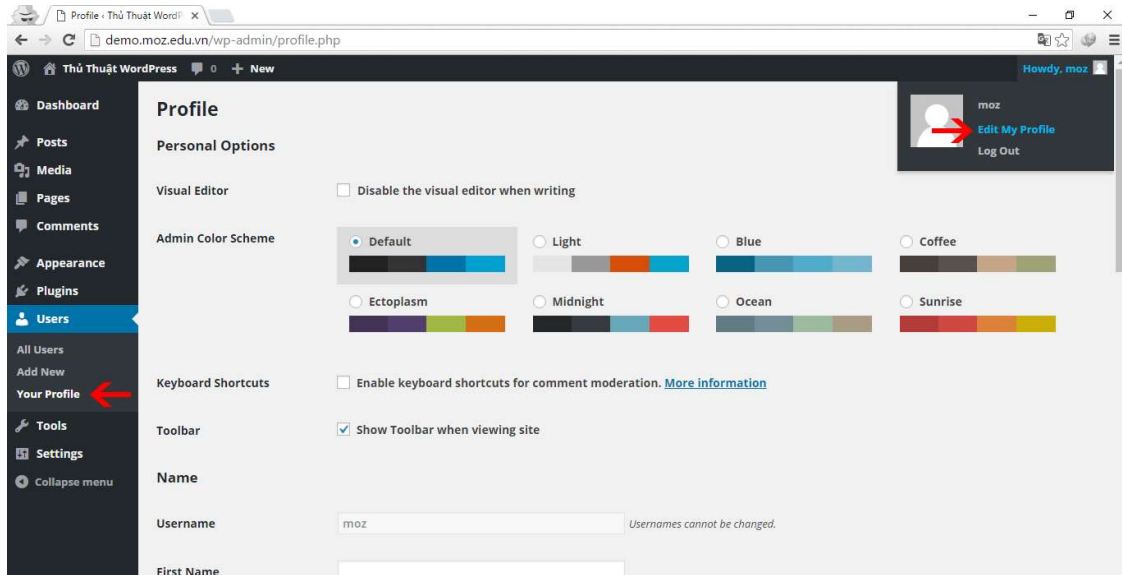 Profile ‹ Thủ Thuật WordP
demo.moz.edu.vn/wp-admin/profile.php
Thủ Thuật WordPress 0 + New
Howdy, moz
moz
Edit My Profile
Log Out
Dashboard
Posts
Media
Pages
Comments
Appearance
Plugins
Users
All Users
Add New
Your Profile
Tools
Settings
Collapse menu
Profile
Personal Options
Visual Editor
Disable the visual editor when writing
Admin Color Scheme
Default
Light
Blue
Coffee
Ectoplasm
Midnight
Ocean
Sunrise
Keyboard Shortcuts
Enable keyboard shortcuts for comment moderation. More information
Toolbar
Show Toolbar when viewing site
Name
Username
moz
Usernames cannot be changed.
First Name